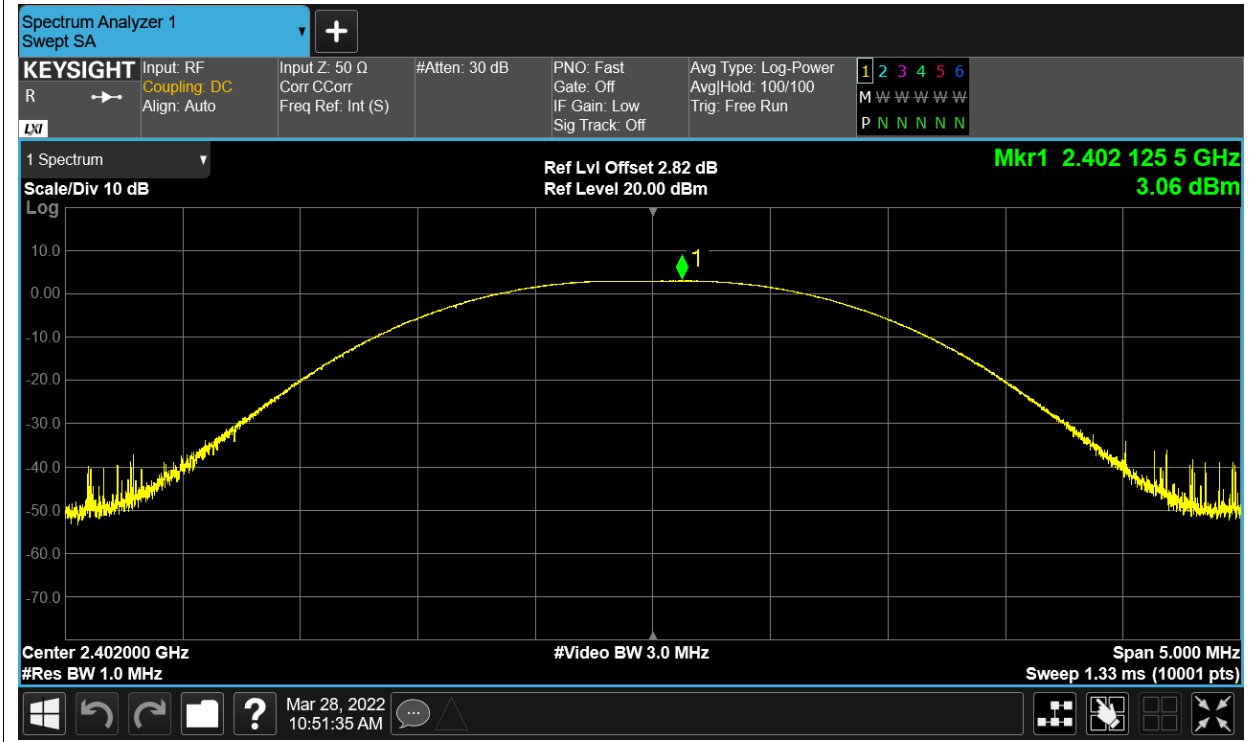 Spectrum Analyzer 1
Swept SA
KEYSIGHT
R
LXI
Input: RF
Coupling: DC
Align: Auto
Input Z: 50 Ω
Corr CCorr
Freq Ref: Int (S)
#Atten: 30 dB
PNO: Fast
Gate: Off
IF Gain: Low
Sig Track: Off
Avg Type: Log-Power
Avg|Hold: 100/100
Trig: Free Run
1 2 3 4 5 6
M W W W W W W
P N N N N N N
1 Spectrum
Scale/Div 10 dB
Log
Ref Lvl Offset 2.82 dB
Ref Level 20.00 dBm
Mkr1 2.402 125 5 GHz
3.06 dBm
1
10.0
0.00
-10.0
-20.0
-30.0
-40.0
-50.0
-60.0
-70.0
Center 2.402000 GHz
#Video BW 3.0 MHz
Span 5.000 MHz
#Res BW 1.0 MHz
Sweep 1.33 ms (10001 pts)
?
Mar 28, 2022
10:51:35 AM